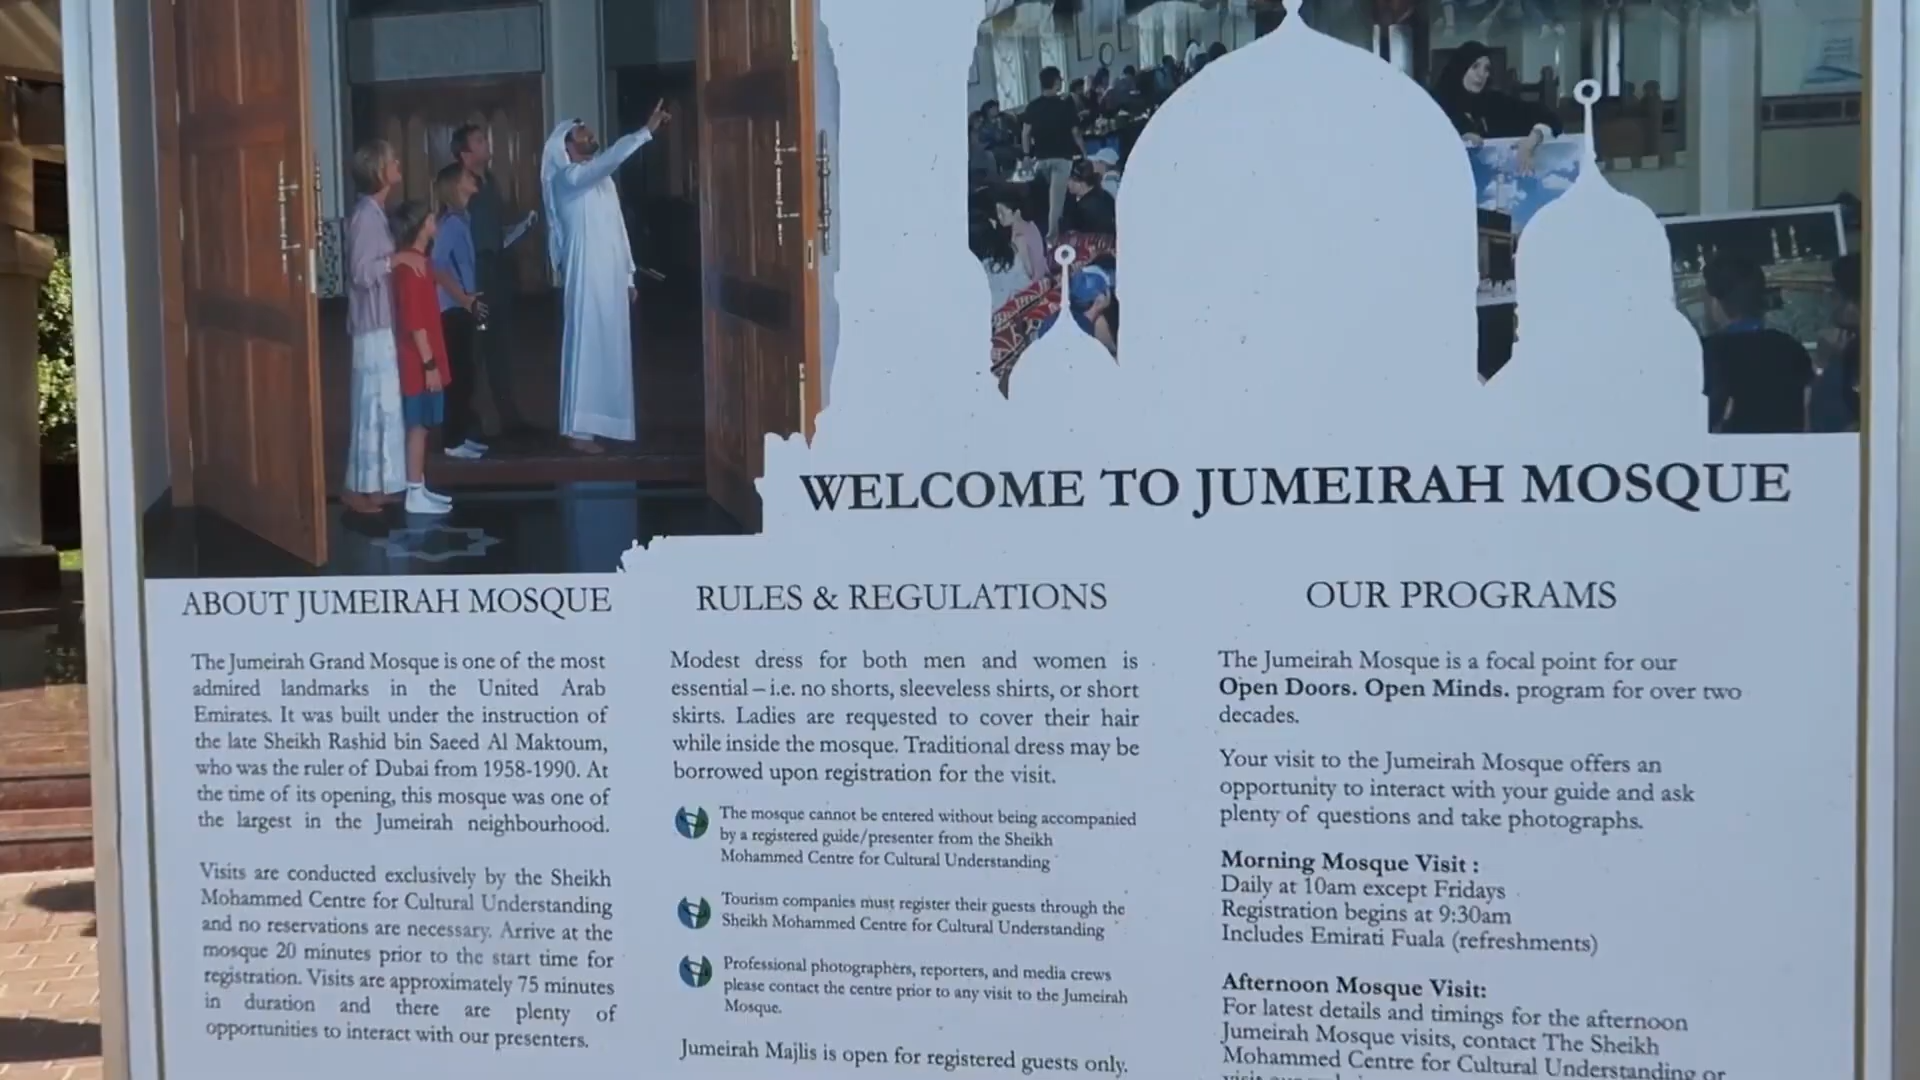 WELCOME TO JUMEIRAH MOSQUE
ABOUT JUMEIRAH MOSQUE
The Jumeirah Grand Mosque is one of the most
admired landmarks in the United Arab
Emirates. It was built under the instruction of
the late Sheikh Rashid bin Saeed Al Maktoum,
who was the ruler of Dubai from 1958-1990. At
the time of its opening, this mosque was one of
the largest in the Jumeirah neighbourhood.
Visits are conducted exclusively by the Sheikh
Mohammed Centre for Cultural Understanding
and no reservations are necessary. Arrive at the
mosque 20 minutes prior to the start time for
registration. Visits are approximately 75 minutes
in duration and there are plenty of
opportunities to interact with our presenters.
RULES & REGULATIONS
Modest dress for both men and women is
essential – i.e. no shorts, sleeveless shirts, or short
skirts. Ladies are requested to cover their hair
while inside the mosque. Traditional dress may be
borrowed upon registration for the visit.
The mosque cannot be entered without being accompanied
by a registered guide/presenter from the Sheikh
Mohammed Centre for Cultural Understanding
Tourism companies must register their guests through the
Sheikh Mohammed Centre for Cultural Understanding
Professional photographers, reporters, and media crews
please contact the centre prior to any visit to the Jumeirah
Mosque.
Jumeirah Majlis is open for registered guests only.
OUR PROGRAMS
The Jumeirah Mosque is a focal point for our
Open Doors. Open Minds. program for over two
decades.
Your visit to the Jumeirah Mosque offers an
opportunity to interact with your guide and ask
plenty of questions and take photographs.
Morning Mosque Visit :
Daily at 10am except Fridays
Registration begins at 9:30am
Includes Emirati Fuala (refreshments)
Afternoon Mosque Visit:
For latest details and timings for the afternoon
Jumeirah Mosque visits, contact The Sheikh
Mohammed Centre for Cultural Understanding or